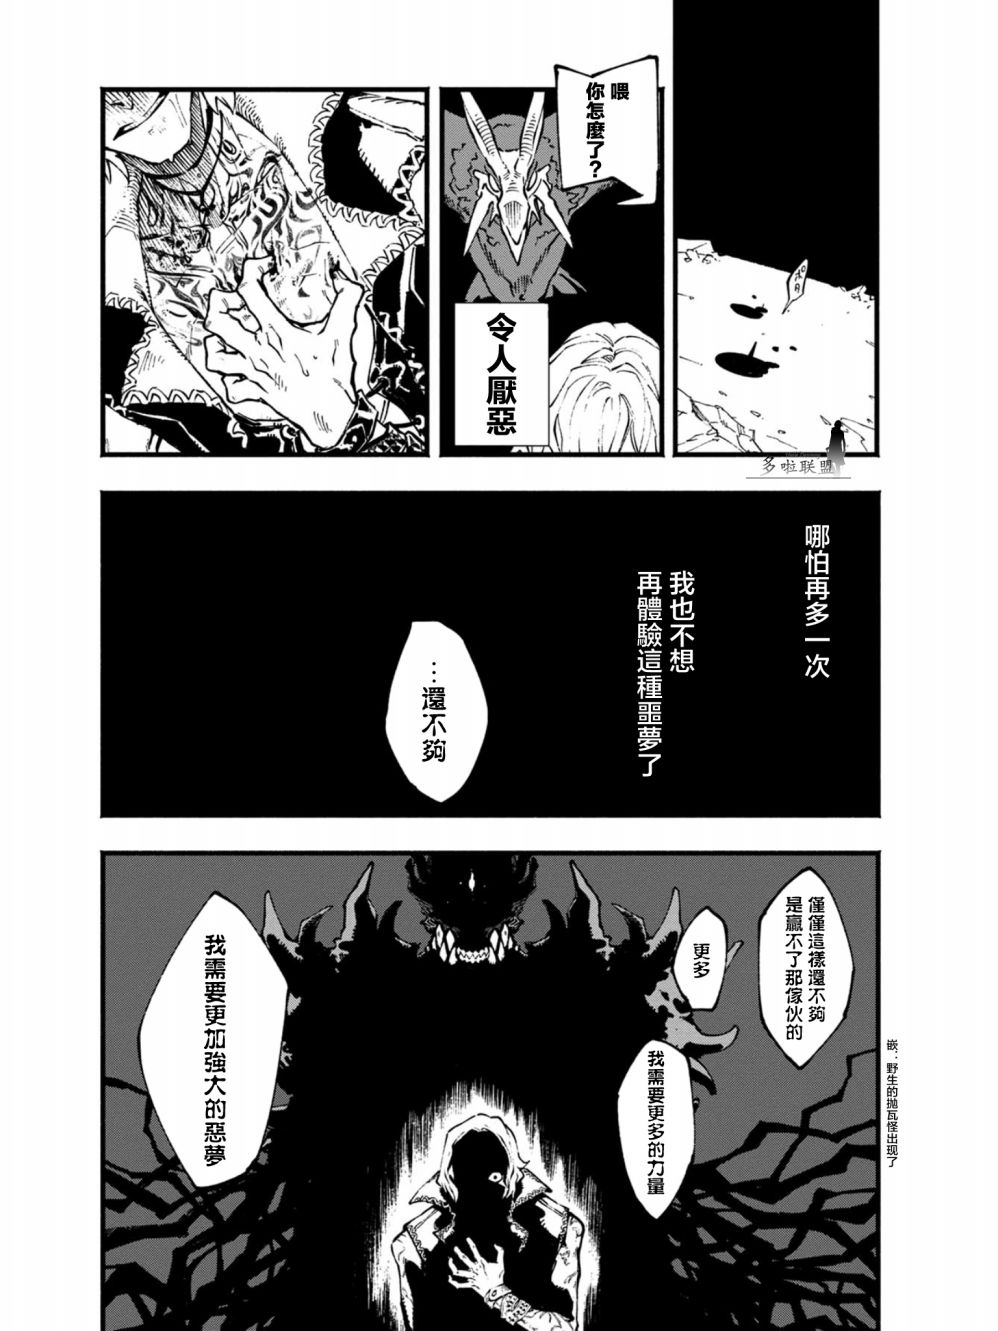 喂
你怎麼了?
令人厭惡
多啦联盟
哪怕再多一次
我也不想
再體驗這種噩夢了
…還不夠
僅僅這樣還不夠
是贏不了那傢伙的
更多
我需要更多的力量
我需要更加強大的惡夢
嵌：野生的抛瓦怪出现了